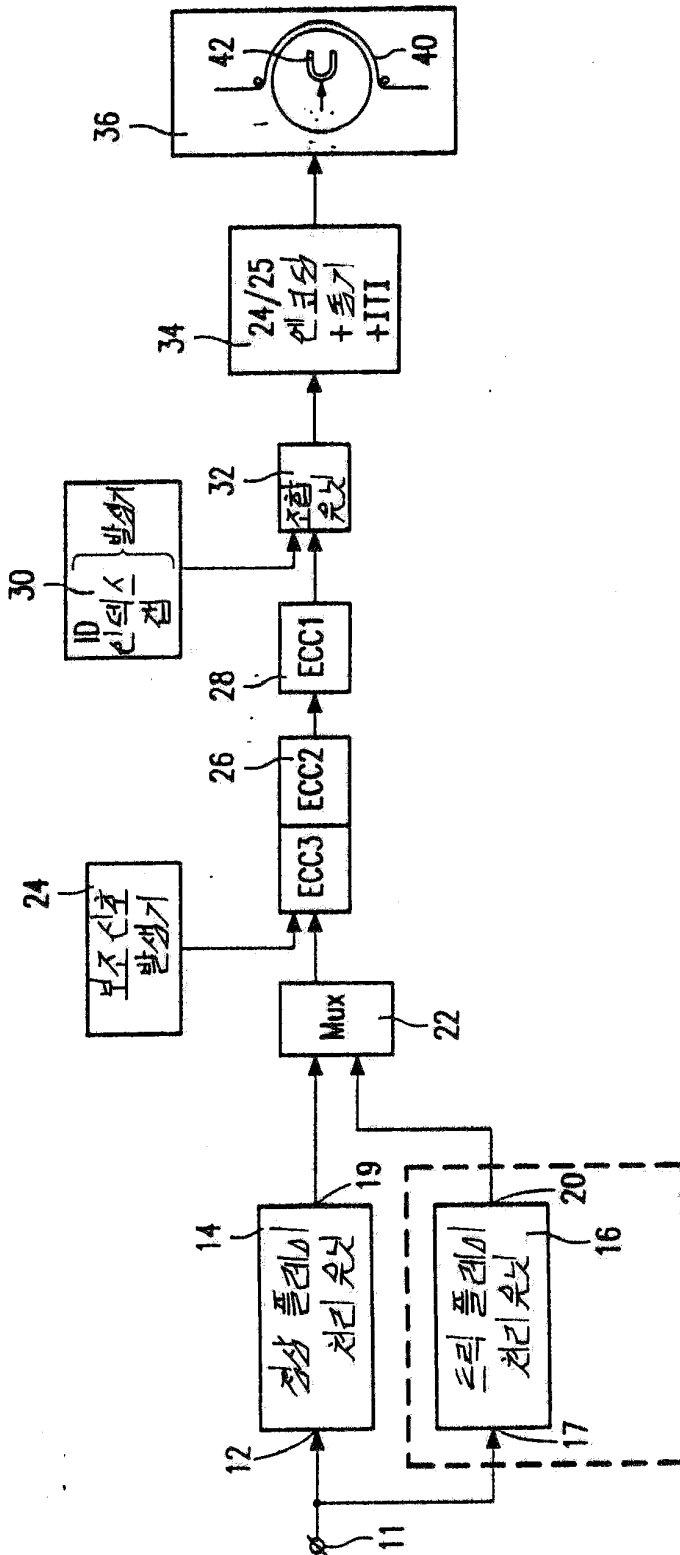 11
12
정상 플레이
처리 유닛
14
19
17
트릭 플레이
처리 유닛
16
20
Mux
22
보조 신호
발생기
24
ECC3
ECC2
26
ECC1
28
ID
인덱스
갭
발생기
30
조합
유닛
32
24/25
엔코딩
+동기
+ITI
34
36
42
40